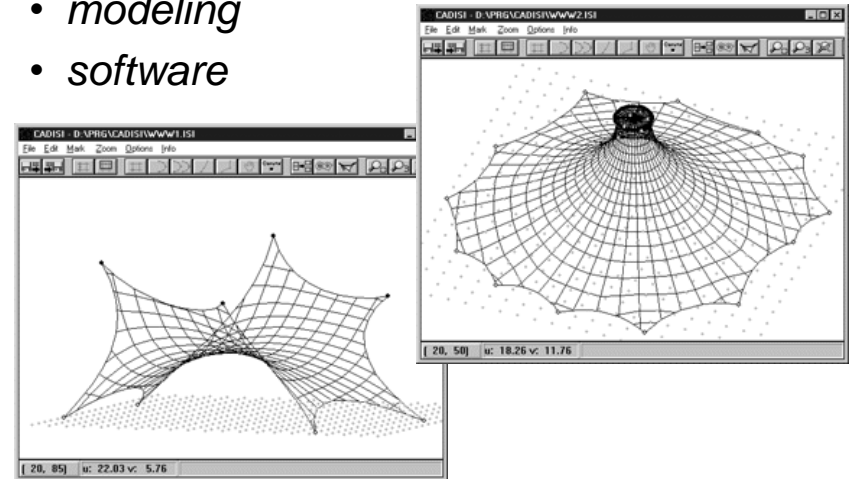 • modeling
• software
CADISI - D:\PRG\CADISI\WWW2.ISI
File Edit Mark Zoom Options Info
[ 20, 50] u: 18.26 v: 11.76
CADISI - D:\PRG\CADISI\WWW1.ISI
File Edit Mark Zoom Options Info
[ 20, 85] u: 22.03 v: 5.76